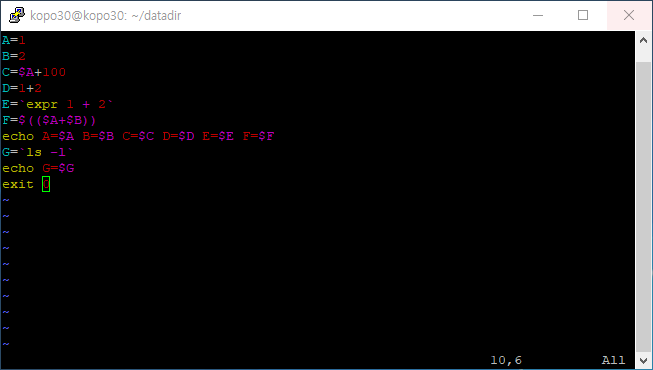 kopo30@kopo30: ~/datadir
A=1
B=2
C=$A+100
D=1+2
E=`expr 1 + 2`
F=$(($A+$B))
echo A=$A B=$B C=$C D=$D E=$E F=$F
G=`ls -l`
echo G=$G
exit 0
~
~
~
~
~
~
~
~
~
~
10,6 All